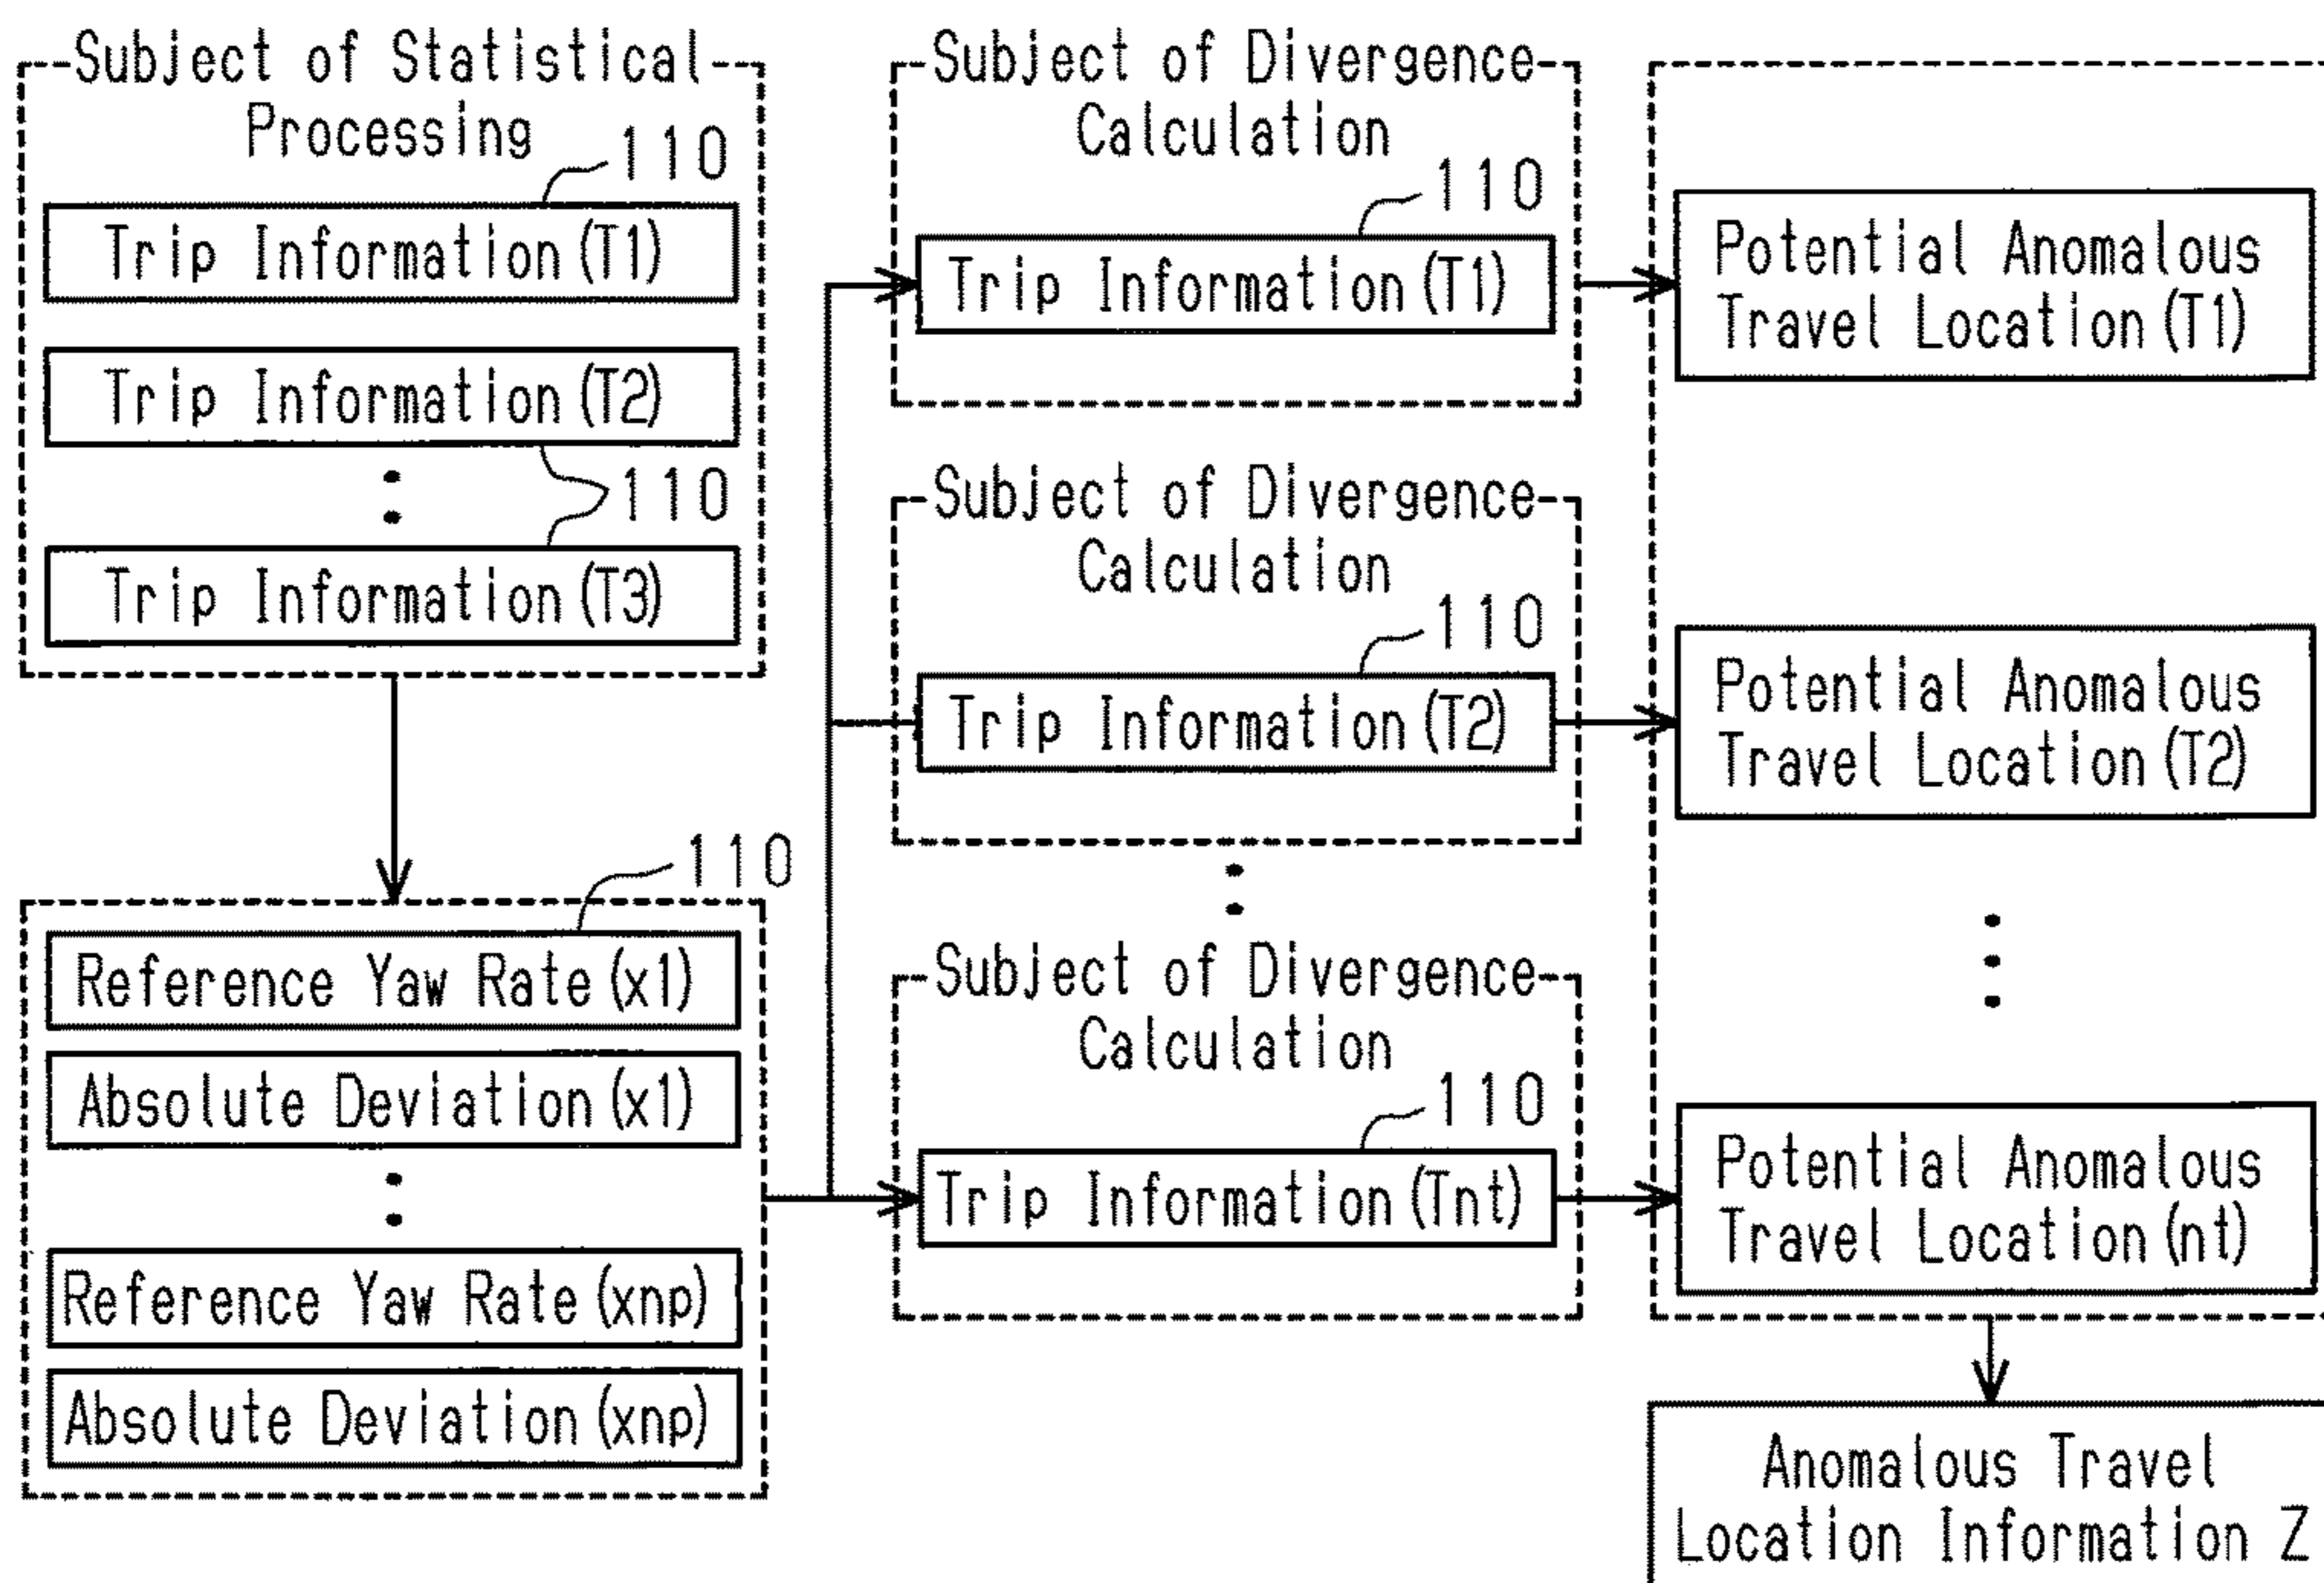 Subject of Statistical
Processing
110
Trip Information(T1)
Trip Information(T2)
110
Trip Information(T3)
110
Reference Yaw Rate(x1)
Absolute Deviation(x1)
Reference Yaw Rate(xnp)
Absolute Deviation(xnp)
Subject of Divergence
Calculation
110
Trip Information(T1)
Subject of Divergence
Calculation
110
Trip Information(T2)
Subject of Divergence
Calculation
110
Trip Information(Tnt)
Potential Anomalous
Travel Location(T1)
Potential Anomalous
Travel Location(T2)
Potential Anomalous
Travel Location(nt)
Anomalous Travel
Location Information Z